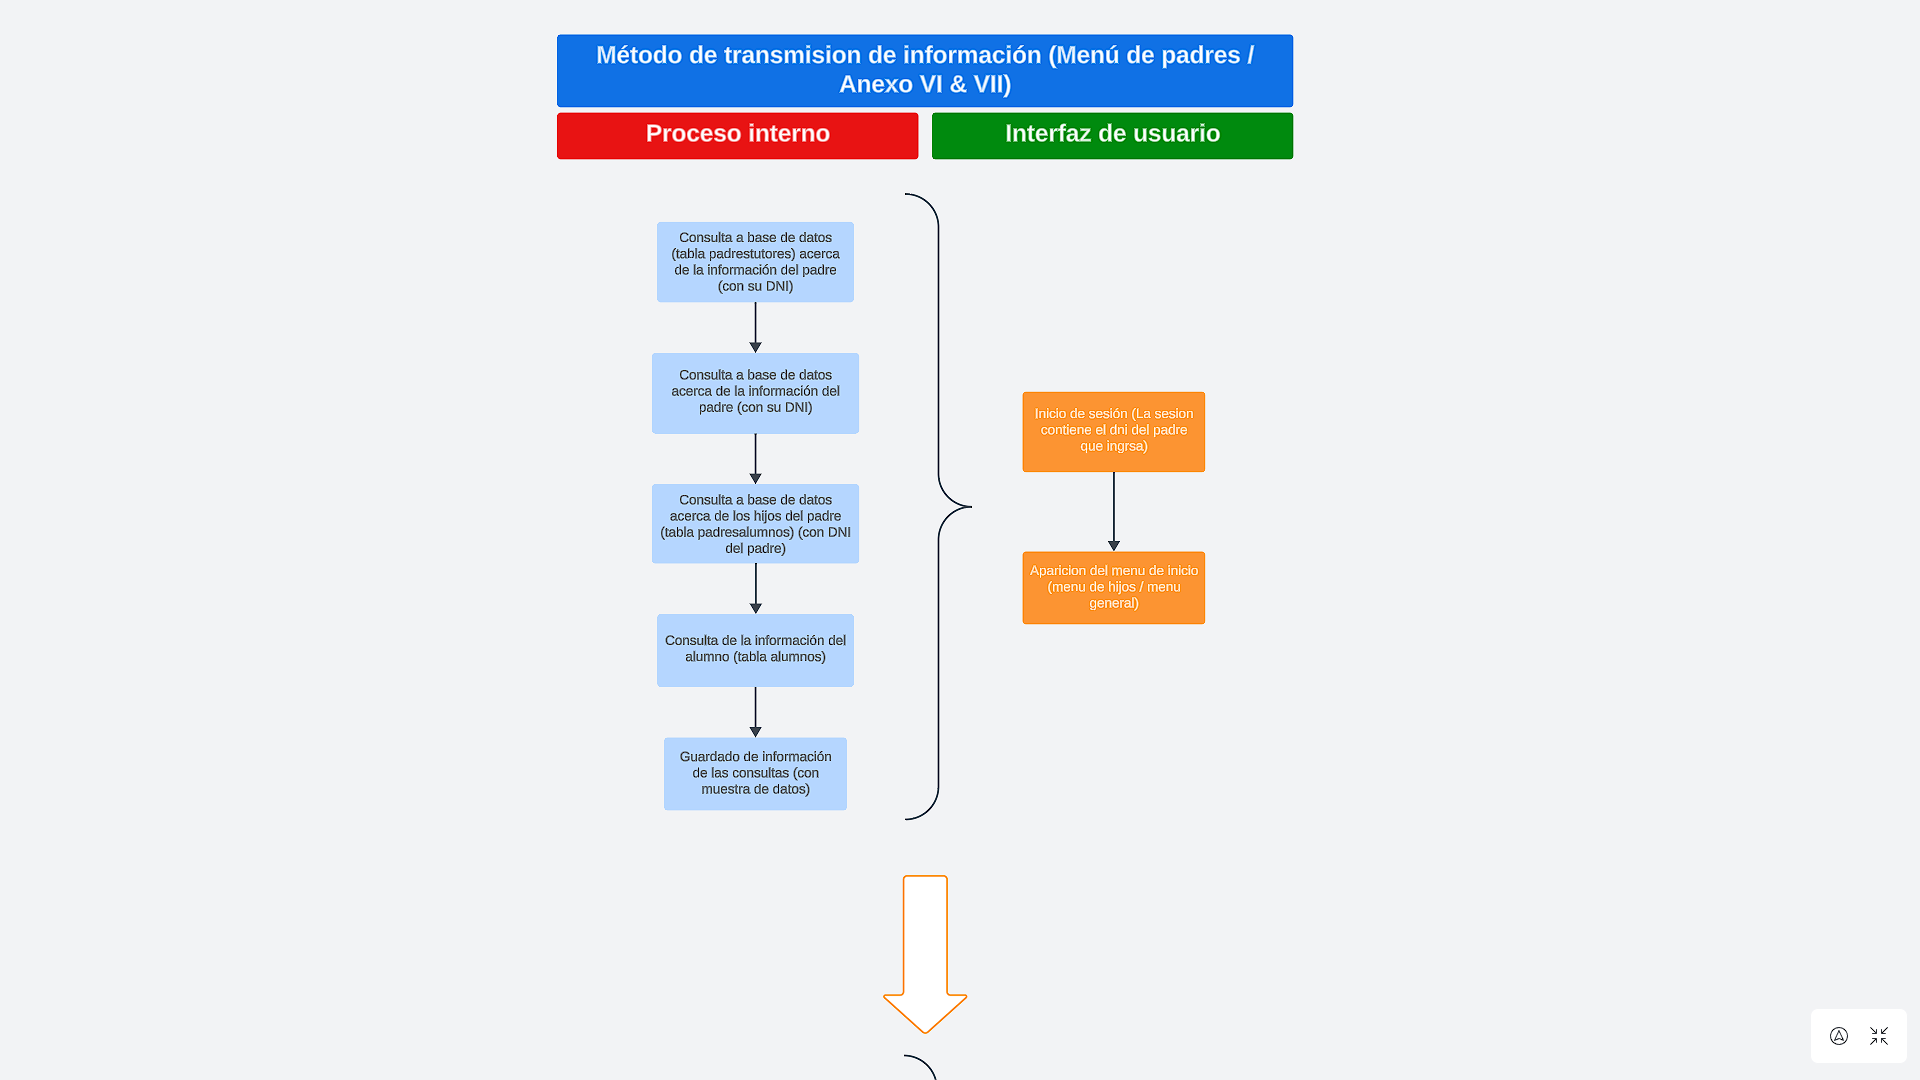 Método de transmision de información (Menú de padres /
Anexo VI & VII)
Proceso interno
Interfaz de usuario
Consulta a base de datos
(tabla padrestutores) acerca
de la información del padre
(con su DNI)
Consulta a base de datos
acerca de la información del
padre (con su DNI)
Consulta a base de datos
acerca de los hijos del padre
(tabla padresalumnos) (con DNI
del padre)
Consulta de la información del
alumno (tabla alumnos)
Guardado de información
de las consultas (con
muestra de datos)
Inicio de sesión (La sesion
contiene el dni del padre
que ingrsa)
Aparicion del menu de inicio
(menu de hijos / menu
general)